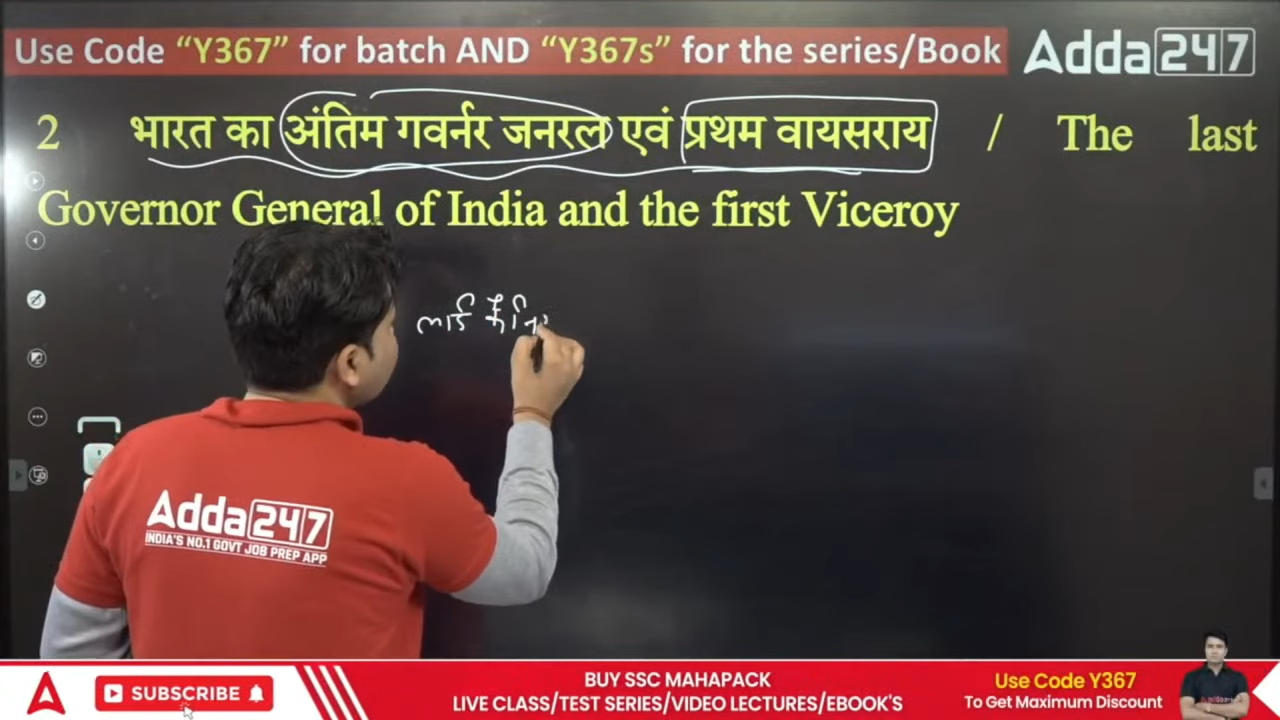 Use Code “Y367” for batch AND “Y367s” for the series/Book
Adda247
2 भारत का अंतिम गवर्नर जनरल एवं प्रथम वायसराय / The last
Governor General of India and the first Viceroy
लार्ड
Adda247
INDIA'S NO.1 GOVT JOB PREP APP
SUBSCRIBE
BUY SSC MAHAPACK
LIVE CLASS/TEST SERIES/VIDEO LECTURES/EBOOK'S
Use Code Y367
To Get Maximum Discount